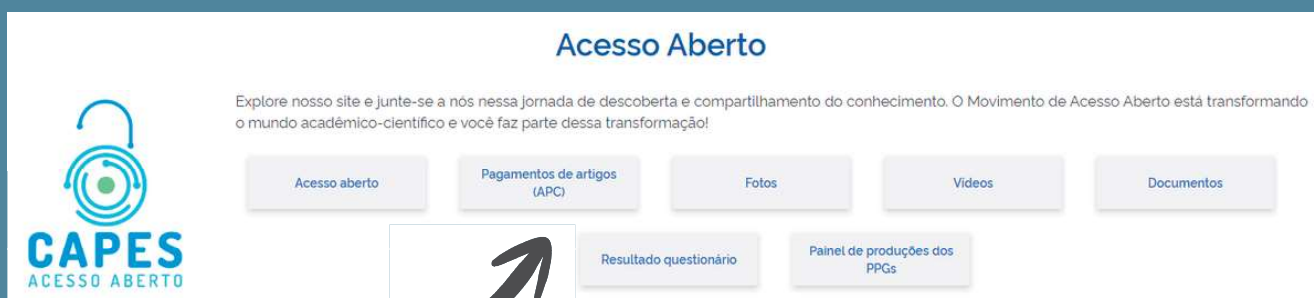 Acesso Aberto
Explore nosso site e junte-se a nós nessa jornada de descoberta e compartilhamento do conhecimento. O Movimento de Acesso Aberto está transformando
o mundo acadêmico-científico e você faz parte dessa transformação!
Acesso aberto
Pagamentos de artigos
(APC)
Fotos
Vídeos
Documentos
CAPES
ACESSO ABERTO
Resultado questionário
Painel de produções dos
PPGs